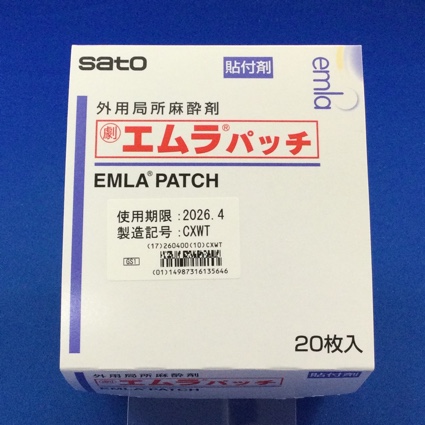 sato
貼付剤
emla
外用局所麻酔剤
劇 エムラ®パッチ
EMLA® PATCH
使用期限:2026.4
製造記号:CXWT
(17)260400(10)CXWT
GS1
(01)14987316135646
20枚入
外用局所麻酔剤
劇 エムラ®パッチ
貼付剤